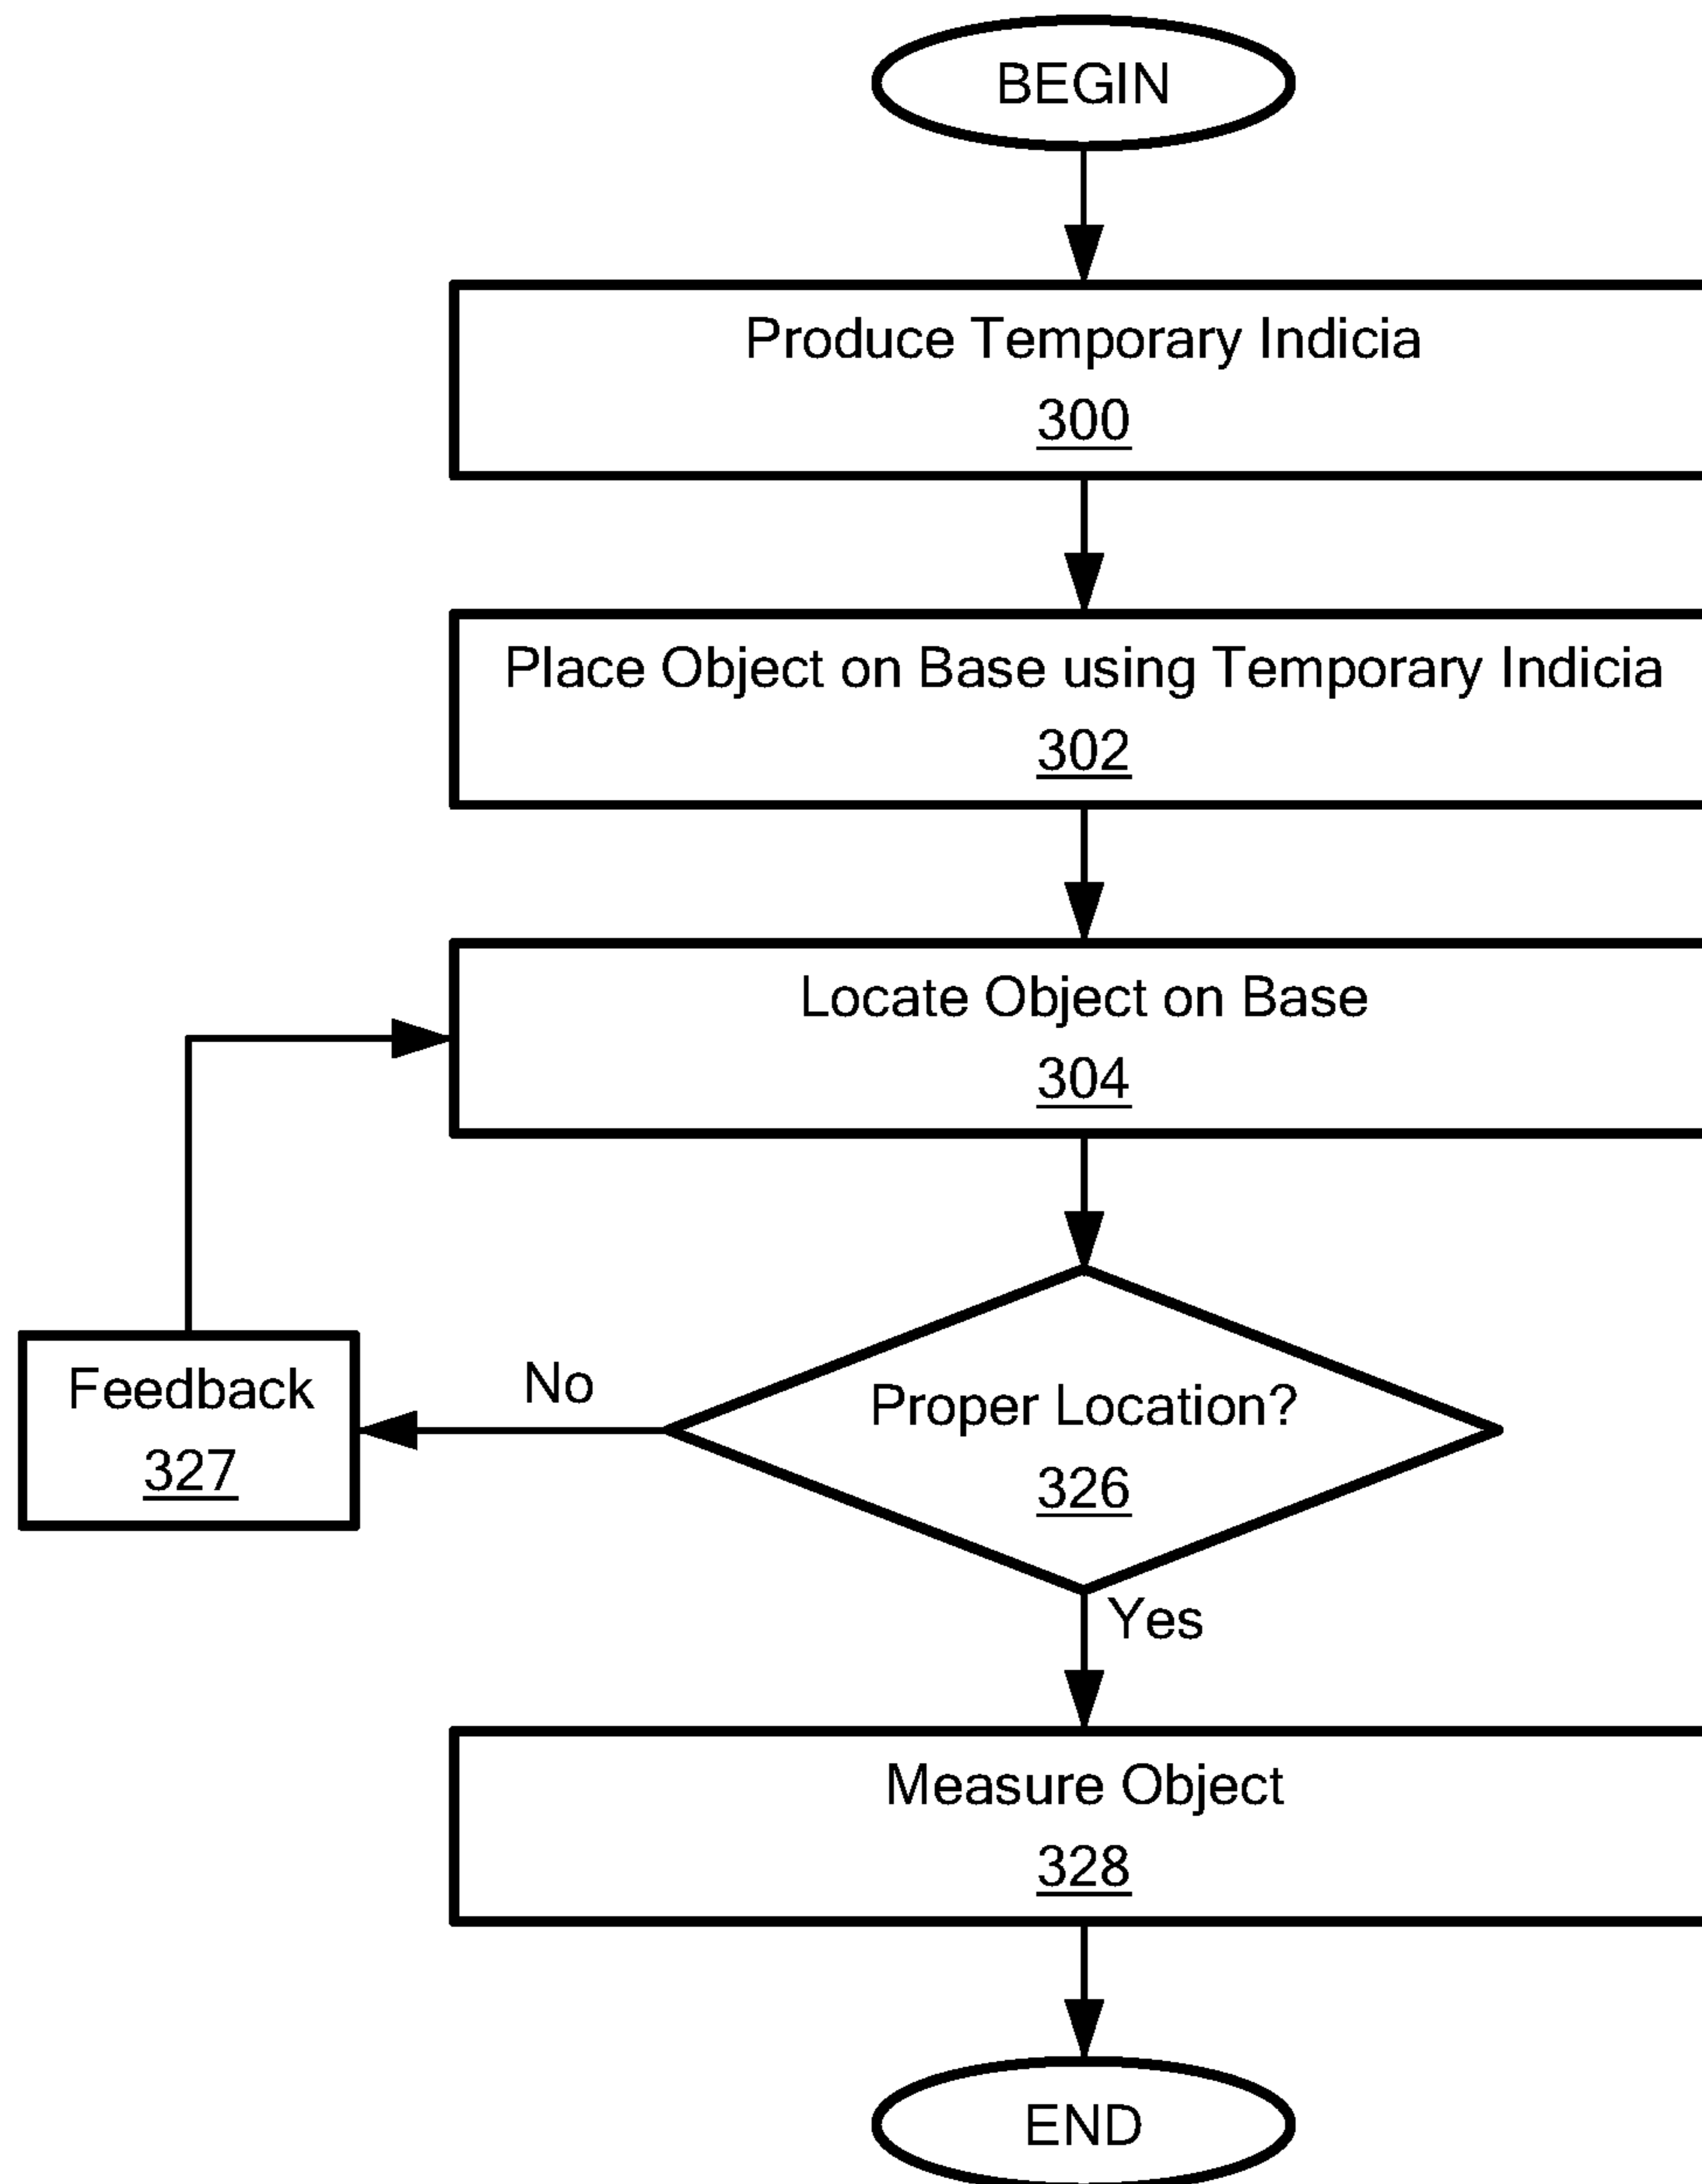 BEGIN
Produce Temporary Indicia
300
Place Object on Base using Temporary Indicia
302
Locate Object on Base
304
Proper Location?
326
No
Feedback
327
Yes
Measure Object
328
END